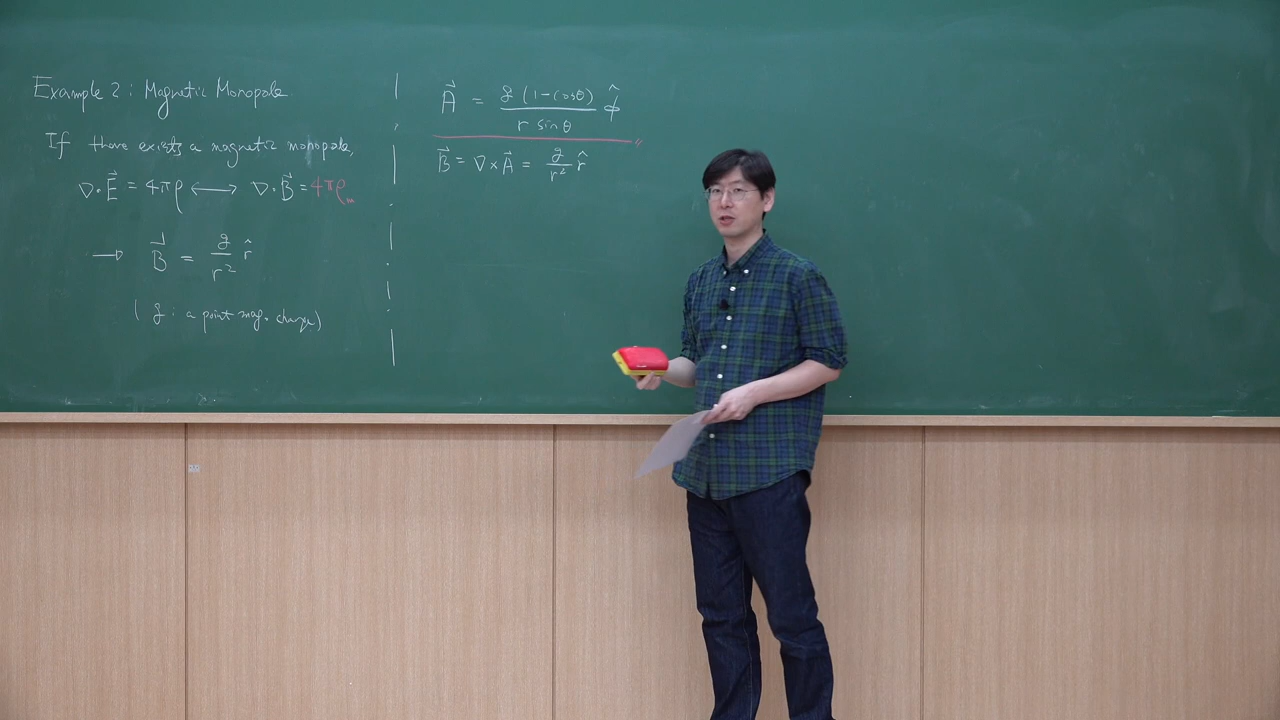 Example 2: Magnetic Monopole
If there exists a magnetic monopole,
∇·E⃗ = 4πρ ⟷ ∇·B⃗ = 4πρₘ
→ B⃗ = g/r² r̂
( g : a point mag. charge)
A⃗ = g (1-cosθ) / r sinθ φ̂
B⃗ = ∇×A⃗ = g/r² r̂